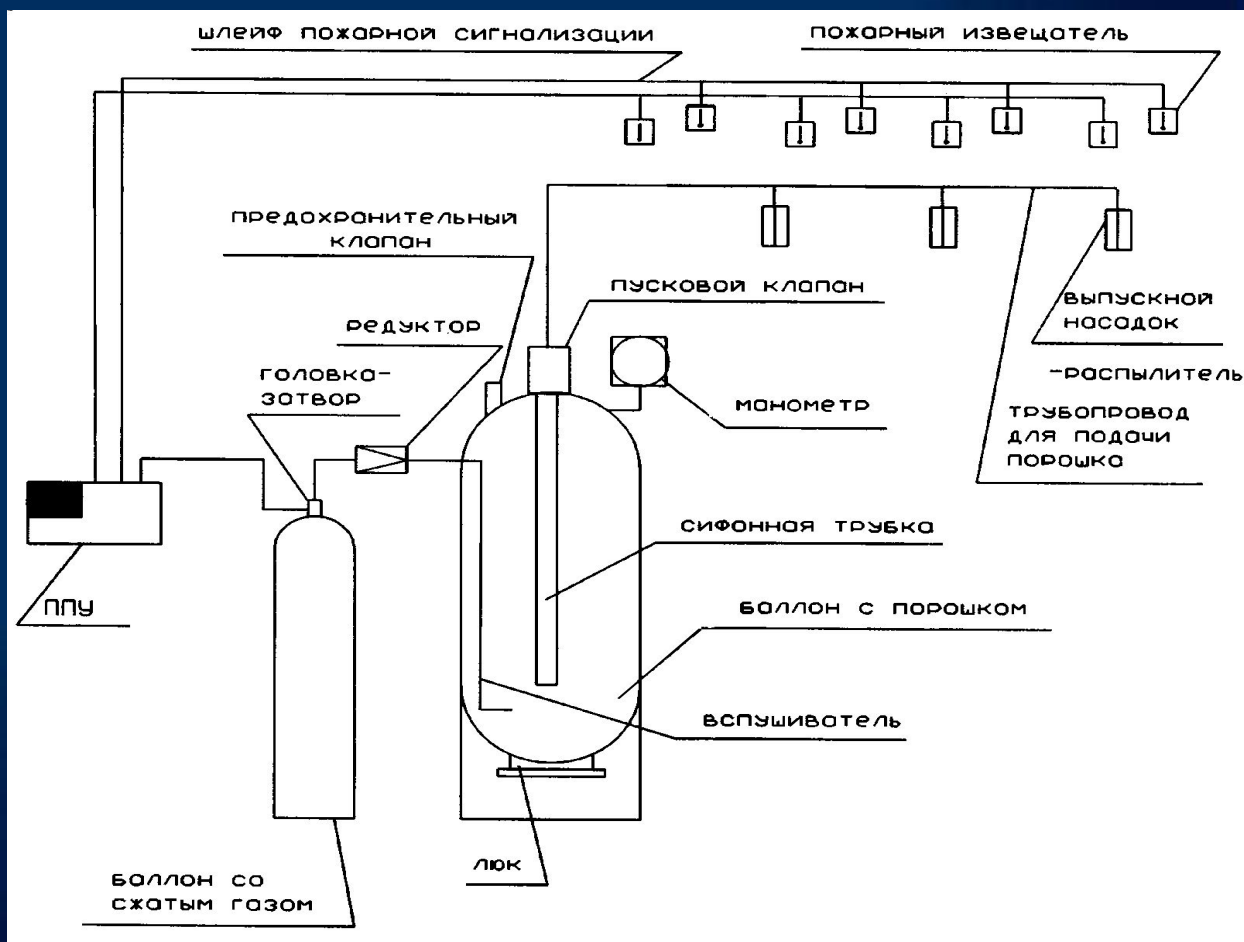 ШЛЕЙФ ПОЖАРНОЙ СИГНАЛИЗАЦИИ
ПОЖАРНЫЙ ИЗВЕЩАТЕЛЬ
ПРЕДОХРАНИТЕЛЬНЫЙ
КЛАПАН
ПУСКОВОЙ КЛАПАН
РЕДУКТОР
ГОЛОВКА-
ЗАТВОР
ВЫПУСКНОЙ
НАСАДОК
-РАСПЫЛИТЕЛЬ
МАНОМЕТР
ТРУБОПРОВОД
ДЛЯ ПОДАЧИ
ПОРОШКА
СИФОННАЯ ТРУБКА
ППУ
БАЛЛОН С ПОРОШКОМ
ВСПУШИВАТЕЛЬ
ЛЮК
БАЛЛОН СО
СЖАТЫМ ГАЗОМ